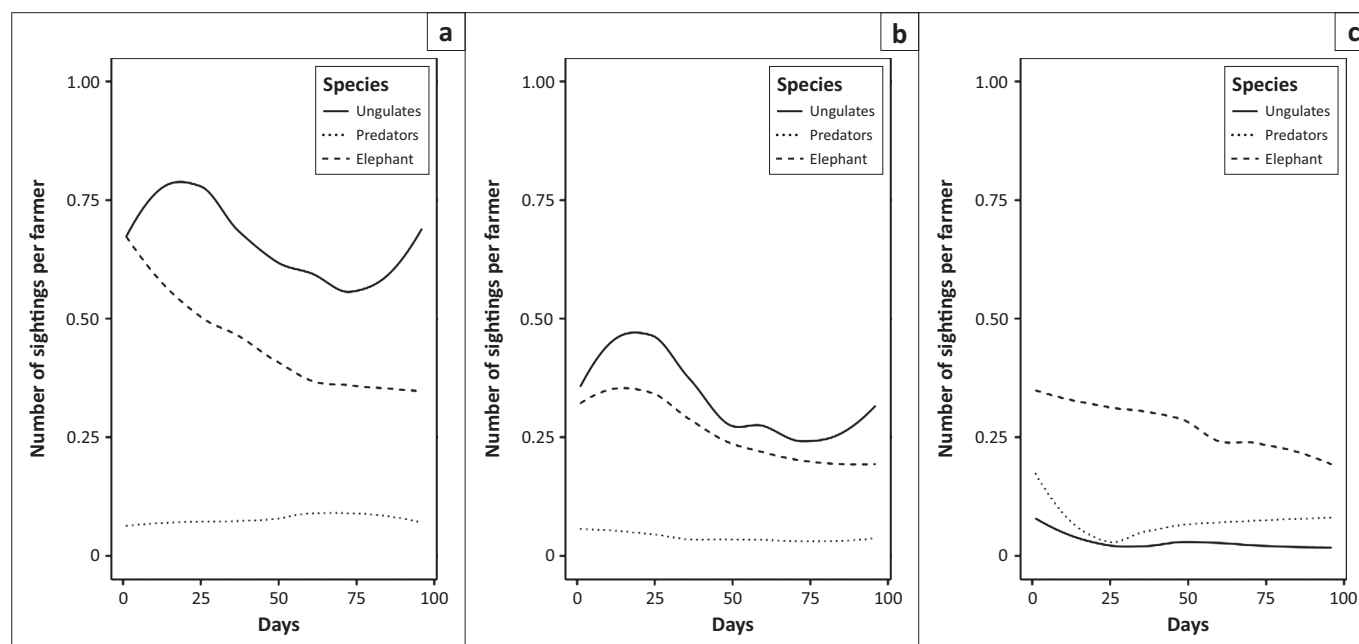 a
Number of sightings per farmer
1.00
0.75
0.50
0.25
0
Species
Ungulates
Predators
Elephant
0 25 50 75 100
Days
b
Number of sightings per farmer
1.00
0.75
0.50
0.25
0
Species
Ungulates
Predators
Elephant
0 25 50 75 100
Days
c
Number of sightings per farmer
1.00
0.75
0.50
0.25
0
Species
Ungulates
Predators
Elephant
0 25 50 75 100
Days